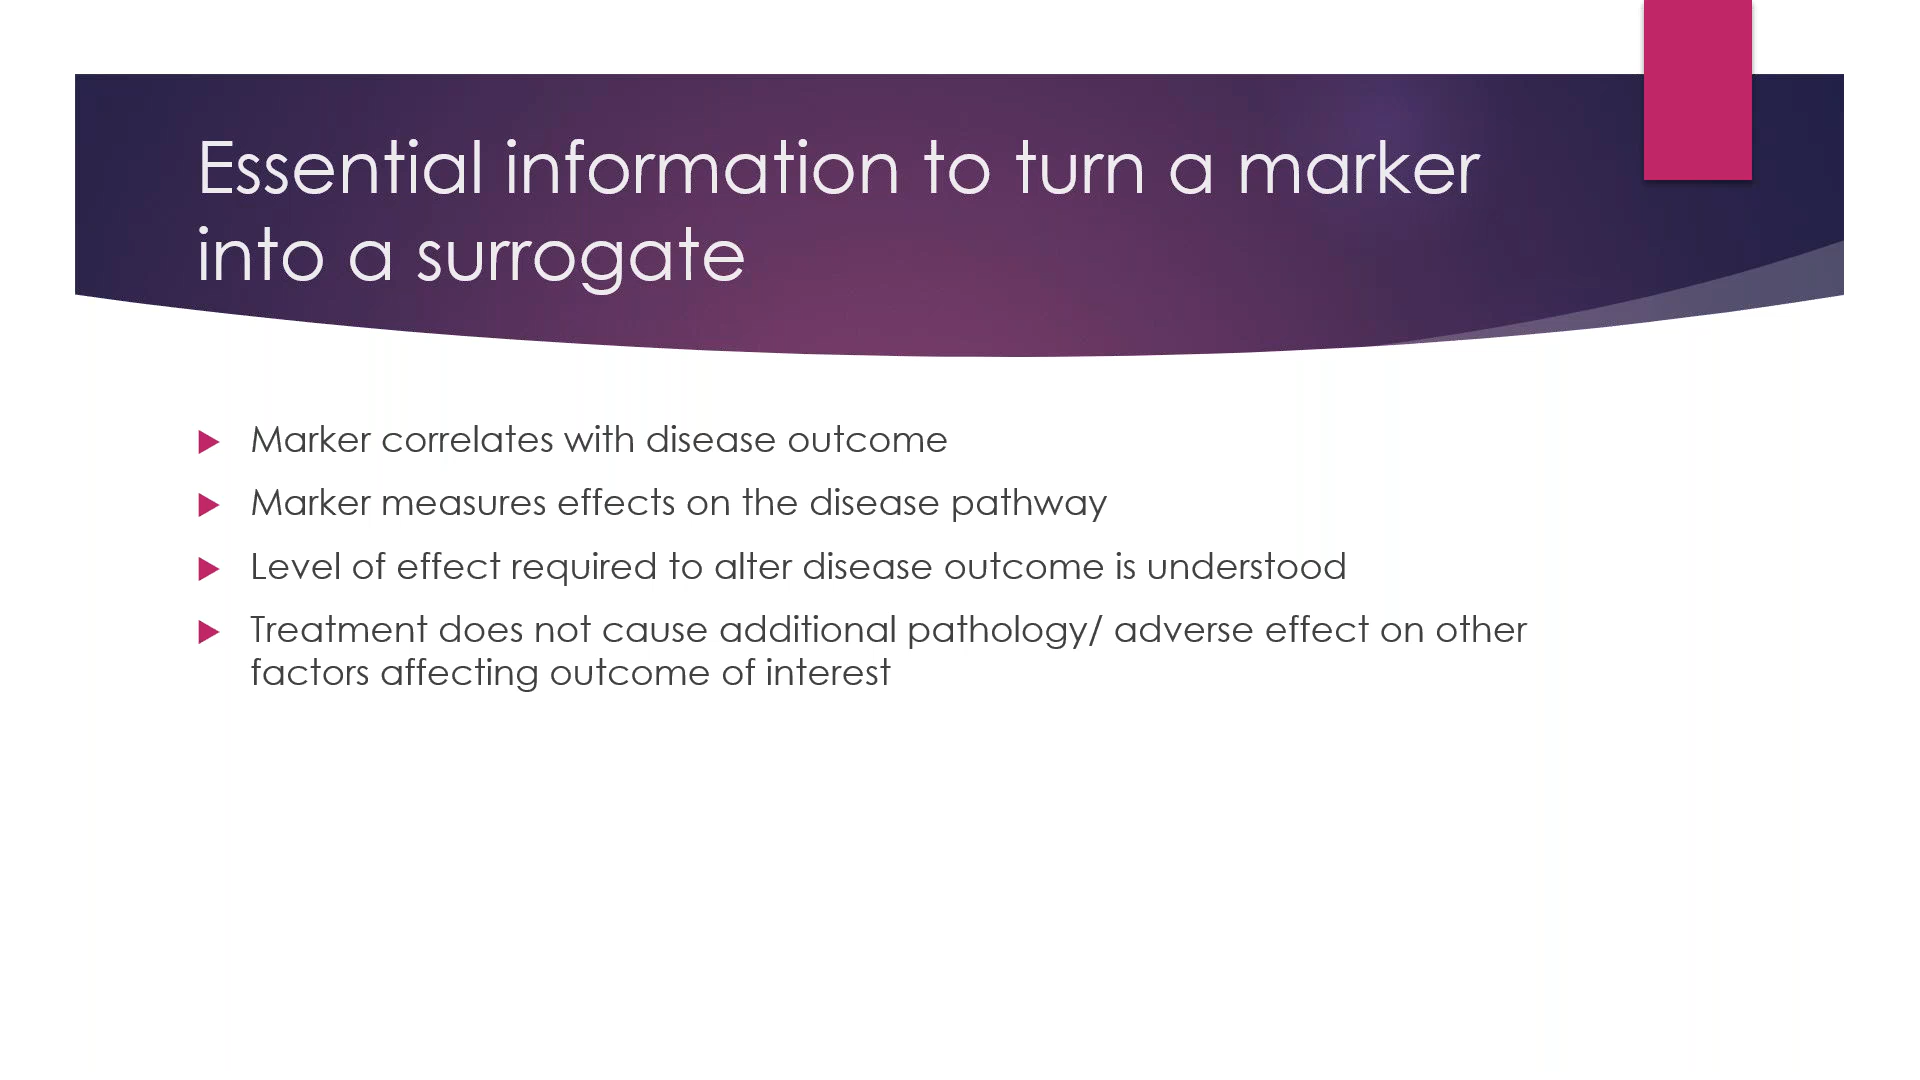 Essential information to turn a marker
into a surrogate
Marker correlates with disease outcome
Marker measures effects on the disease pathway
Level of effect required to alter disease outcome is understood
Treatment does not cause additional pathology/ adverse effect on other
factors affecting outcome of interest